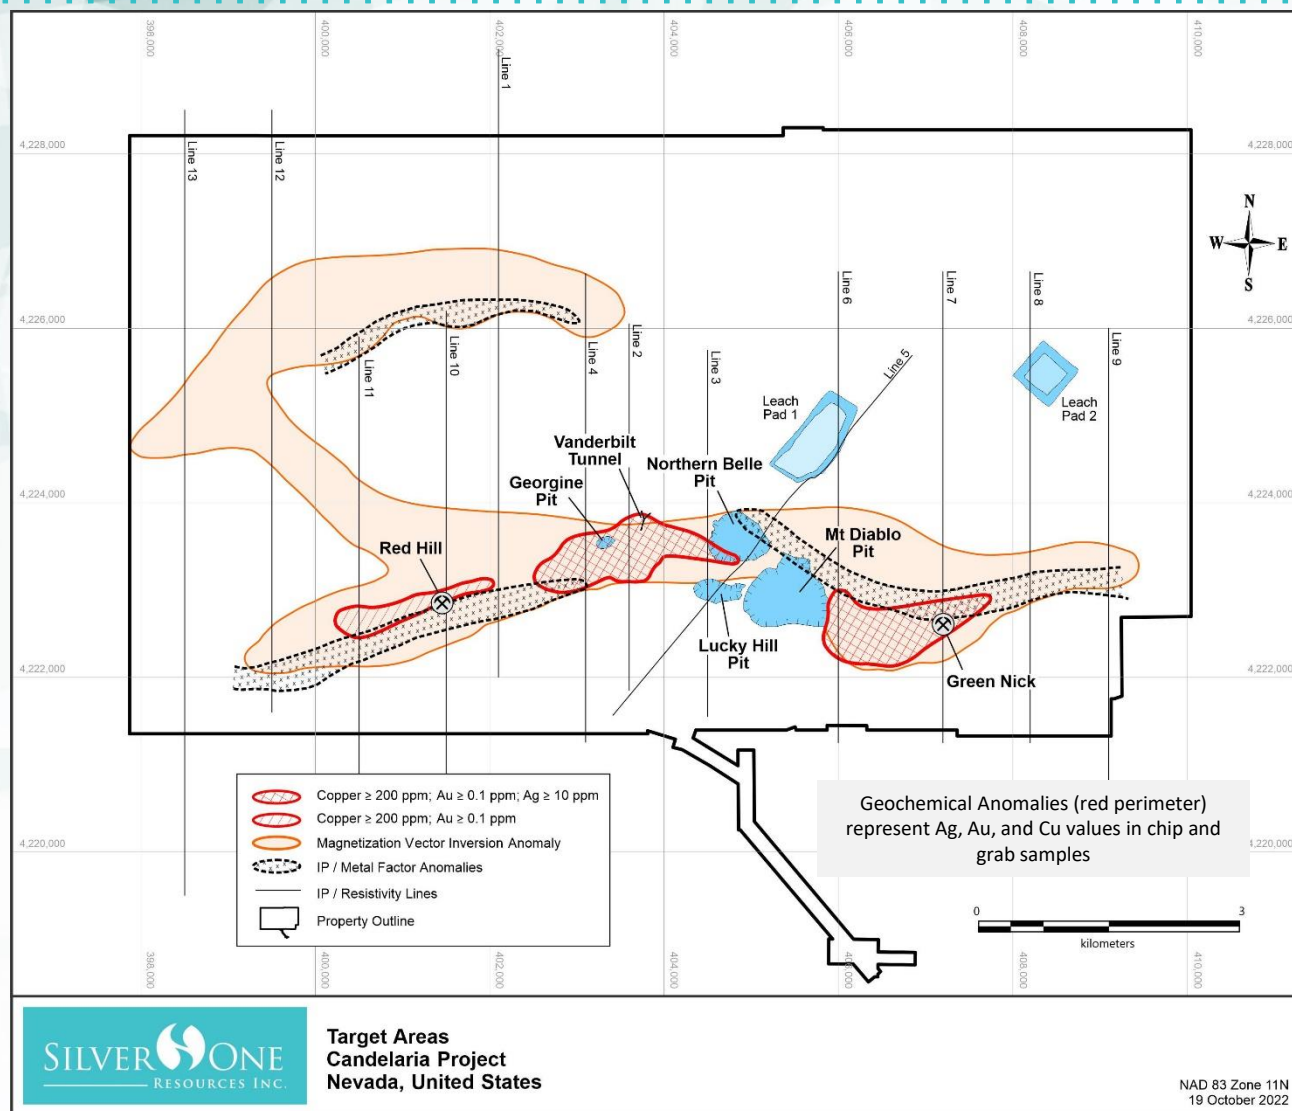 398,000
400,000
402,000
404,000
406,000
408,000
410,000
Line 1
4,228,000
4,228,000
Line 13
Line 12
N
W
E
S
Line 6
Line 7
Line 8
4,226,000
4,226,000
Line 11
Line 10
Line 4
Line 2
Line 3
Line 5
Line 9
Leach
Pad 1
Leach
Pad 2
Vanderbilt
Tunnel
Georgine
Pit
Northern Belle
Pit
4,224,000
4,224,000
Mt Diablo
Pit
Red Hill
Lucky Hill
Pit
Green Nick
4,222,000
4,222,000
Copper ≥ 200 ppm; Au ≥ 0.1 ppm; Ag ≥ 10 ppm
Copper ≥ 200 ppm; Au ≥ 0.1 ppm
Magnetization Vector Inversion Anomaly
IP / Metal Factor Anomalies
IP / Resistivity Lines
Property Outline
Geochemical Anomalies (red perimeter)
represent Ag, Au, and Cu values in chip and
grab samples
4,220,000
4,220,000
0
3
kilometers
398,000
400,000
402,000
404,000
406,000
408,000
410,000
SILVER ONE
RESOURCES INC.
Target Areas
Candelaria Project
Nevada, United States
NAD 83 Zone 11N
19 October 2022